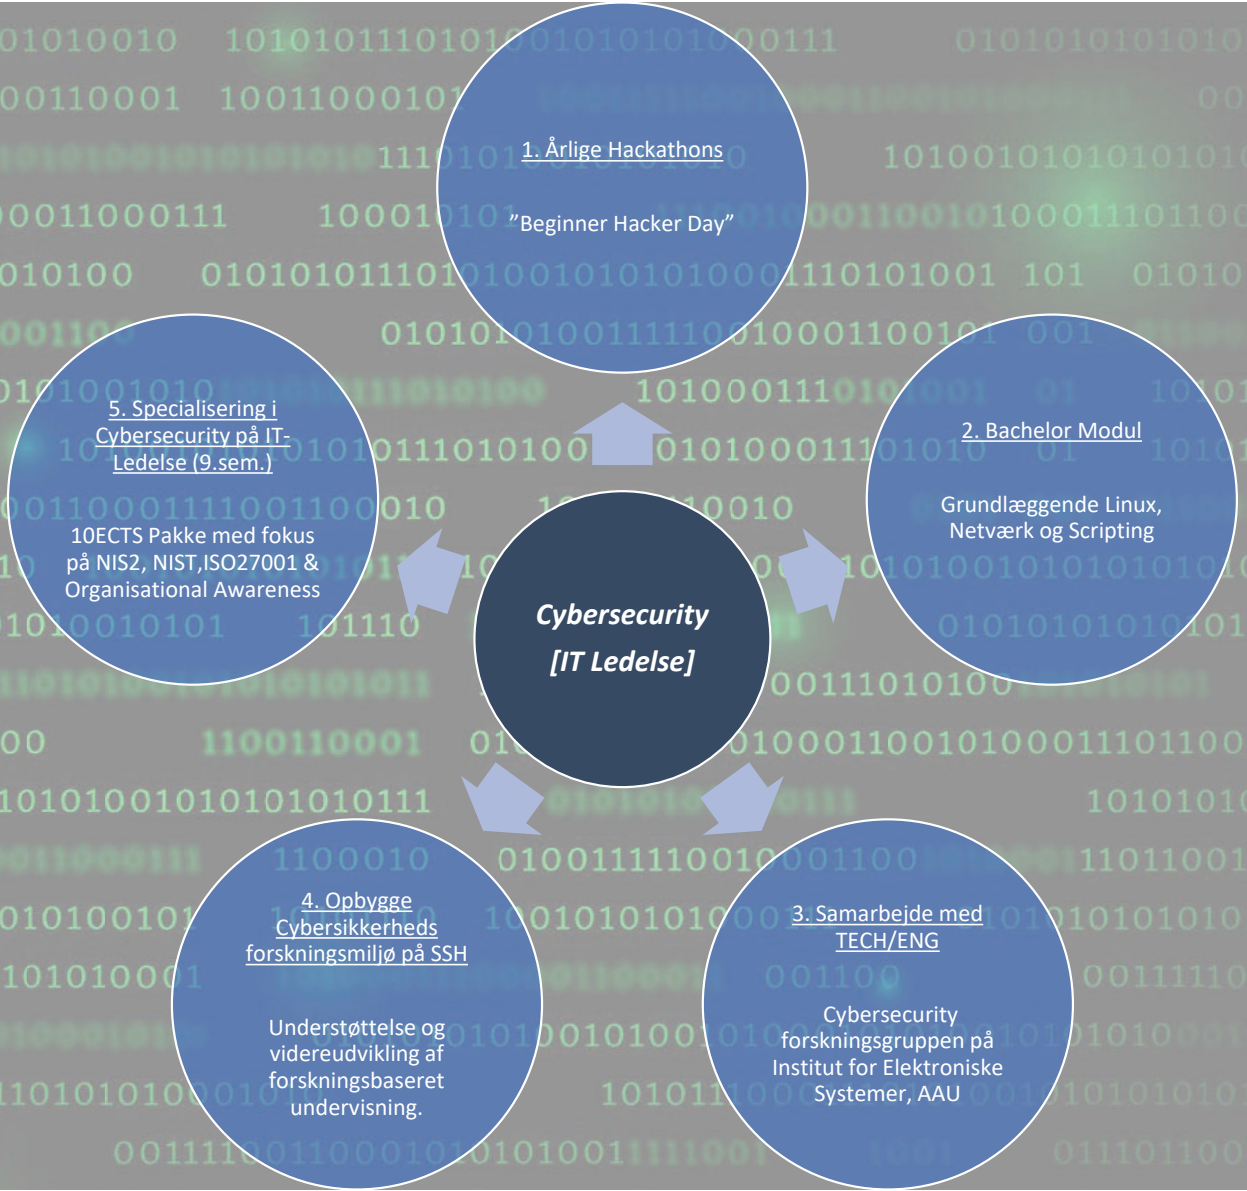 1. Årlige Hackathons
”Beginner Hacker Day”
2. Bachelor Modul
Grundlæggende Linux,
Netværk og Scripting
3. Samarbejde med
TECH/ENG
Cybersecurity
forskningsgruppen på
Institut for Elektroniske
Systemer, AAU
4. Opbygge
Cybersikkerheds
forskningsmiljø på SSH
Understøttelse og
videreudvikling af
forskningsbaseret
undervisning.
5. Specialisering i
Cybersecurity på IT-
Ledelse (9.sem.)
10ECTS Pakke med fokus
på NIS2, NIST,ISO27001 &
Organisational Awareness
Cybersecurity
[IT Ledelse]